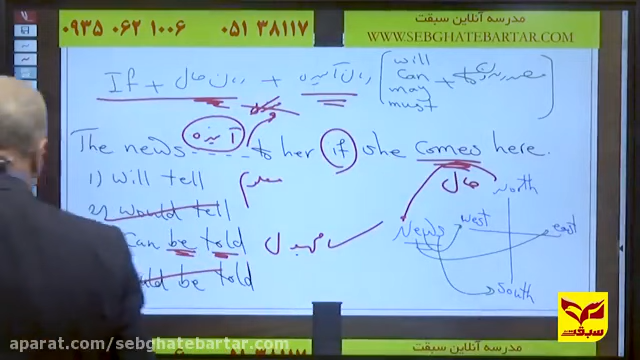 ۰۹۳۵ ۰۶۲ ۱۰۰۶ ۰۵۱ ۳۸۱۱۷
مدرسه آنلاین سبقت
WWW.SEBGHATEBARTAR.COM
If + زمان حال + زمان آینده
will
can
may
must
+ مصدر بدون to
The news ------ to her if she comes here.
آینده
1) will tell
معلوم
حال
2) would tell
can be told
مجهول
would be told
north
west
east
south
News
سبقت
aparat.com/sebghatebartar.com
مدرسه آنلاین سبقت